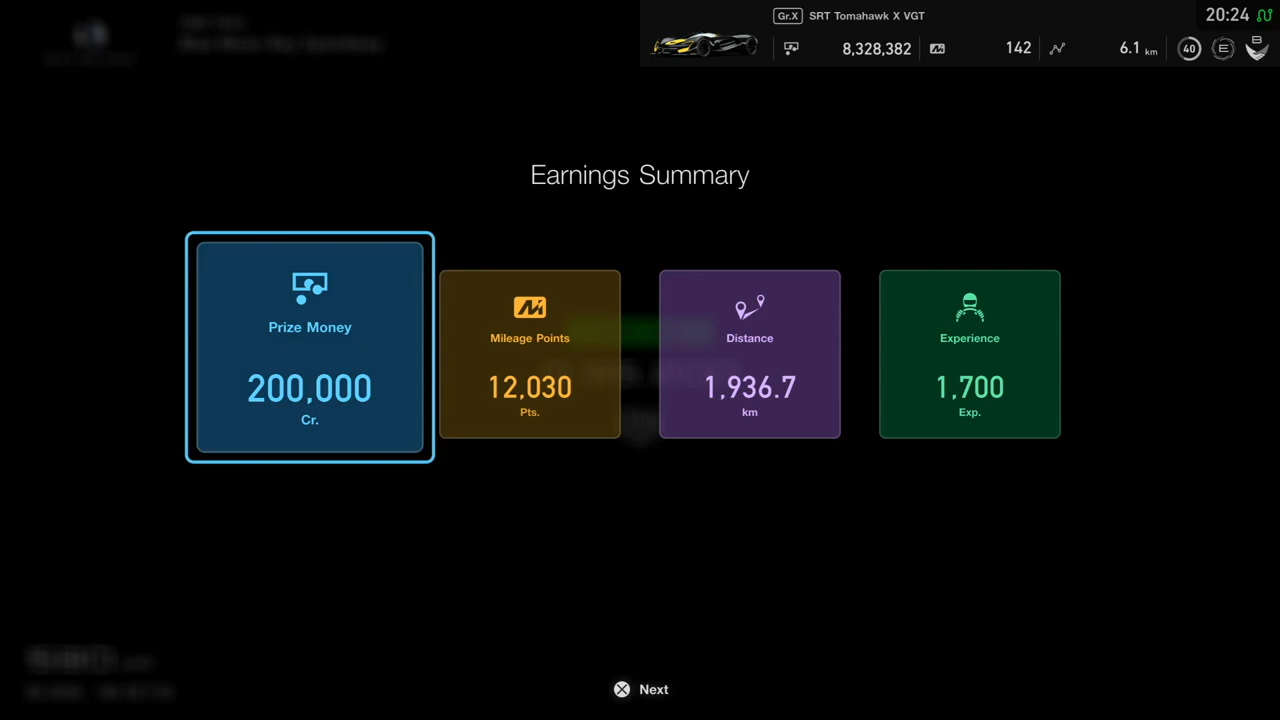 Gr.X SRT Tomahawk X VGT
20:24
8,328,382 142 6.1 km 40 E B
Earnings Summary
Prize Money
200,000
Cr.
Mileage Points
12,030
Pts.
Distance
1,936.7
km
Experience
1,700
Exp.
Next